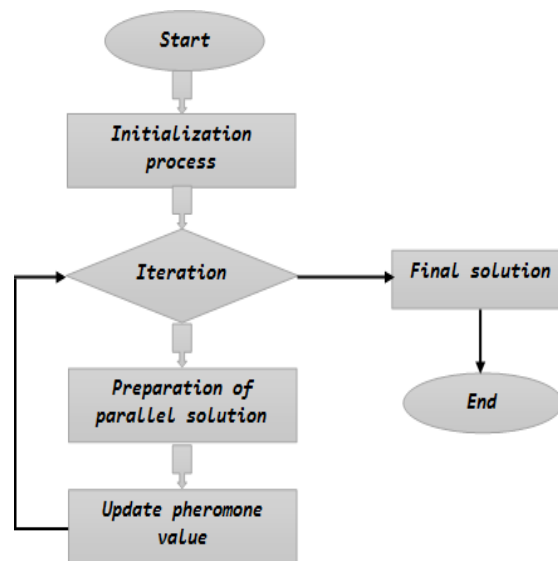 Start
Initialization
process
Iteration
Final solution
Preparation of
parallel solution
End
Update pheromone
value